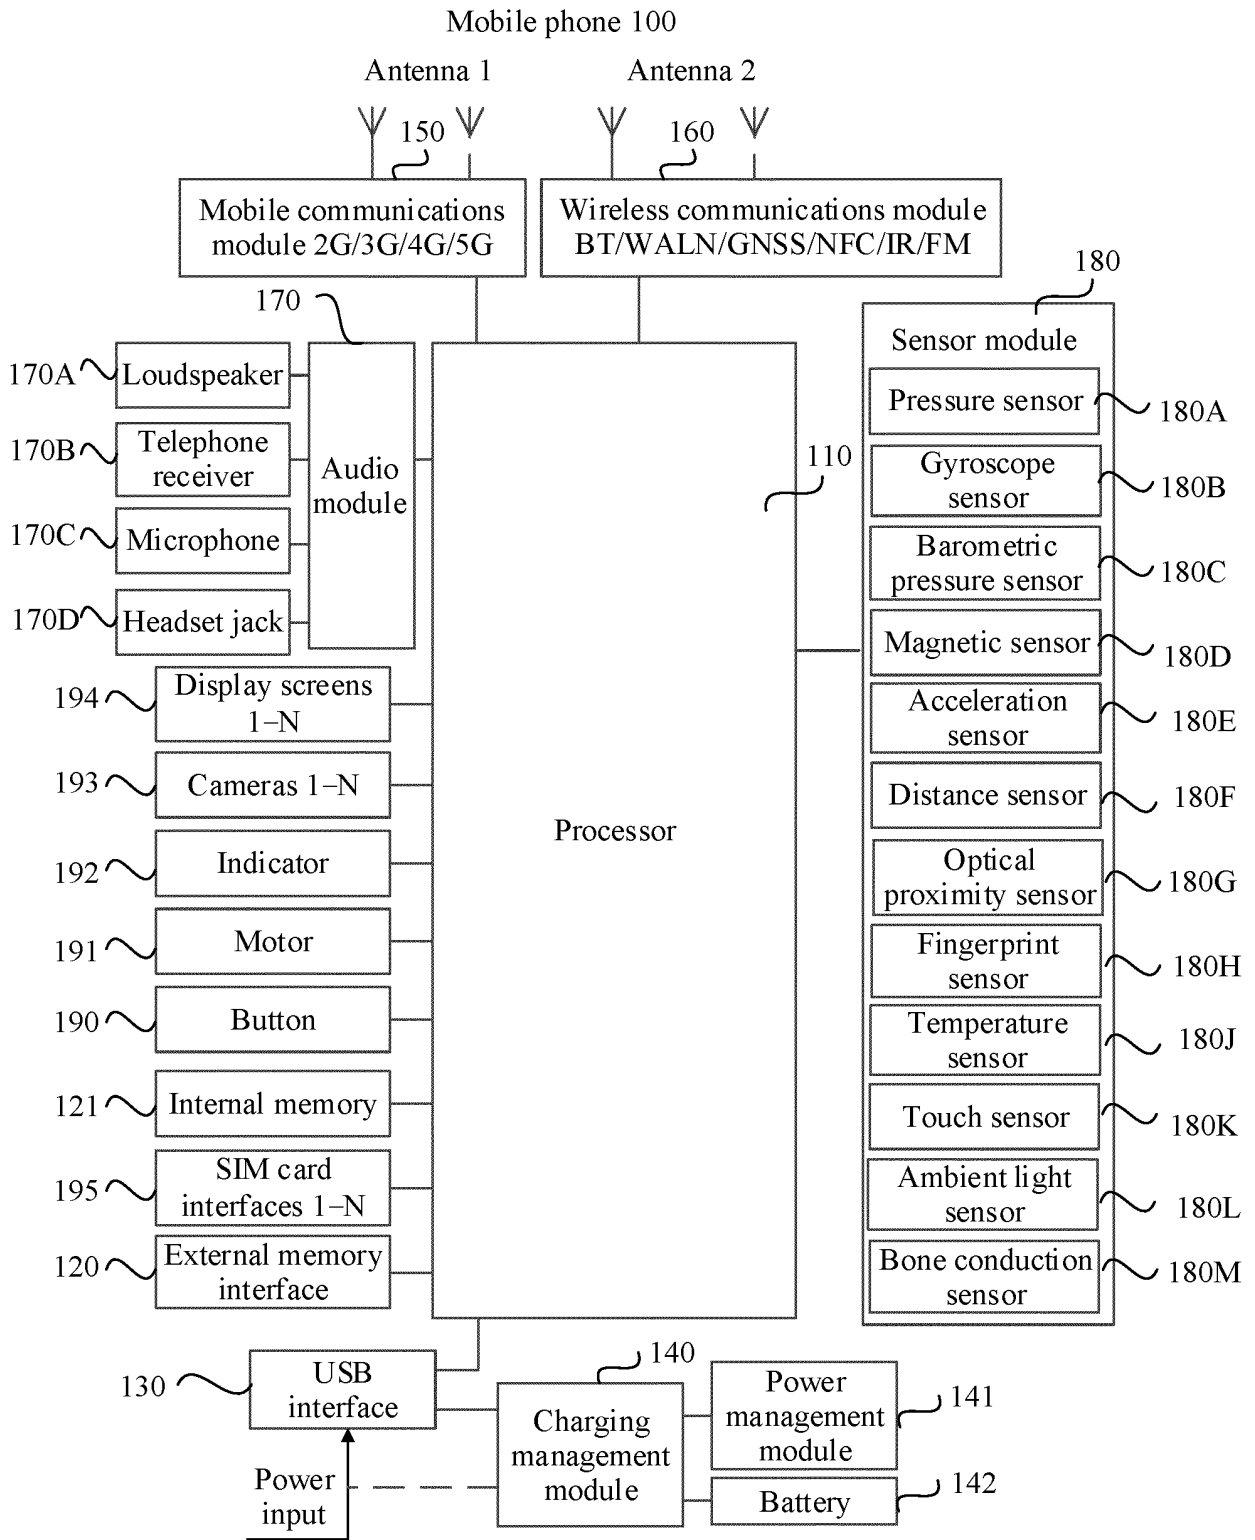 Mobile phone 100
Antenna 1
Antenna 2
150
160
Mobile communications
module 2G/3G/4G/5G
Wireless communications module
BT/WALN/GNSS/NFC/IR/FM
170
180
Sensor module
170A
Loudspeaker
170B
Telephone
receiver
170C
Microphone
170D
Headset jack
Audio
module
194
Display screens
1–N
193
Cameras 1–N
192
Indicator
191
Motor
190
Button
121
Internal memory
195
SIM card
interfaces 1–N
120
External memory
interface
110
Processor
Pressure sensor
180A
Gyroscope
sensor
180B
Barometric
pressure sensor
180C
Magnetic sensor
180D
Acceleration
sensor
180E
Distance sensor
180F
Optical
proximity sensor
180G
Fingerprint
sensor
180H
Temperature
sensor
180J
Touch sensor
180K
Ambient light
sensor
180L
Bone conduction
sensor
180M
130
USB
interface
140
Charging
management
module
Power
management
module
141
Battery
142
Power
input